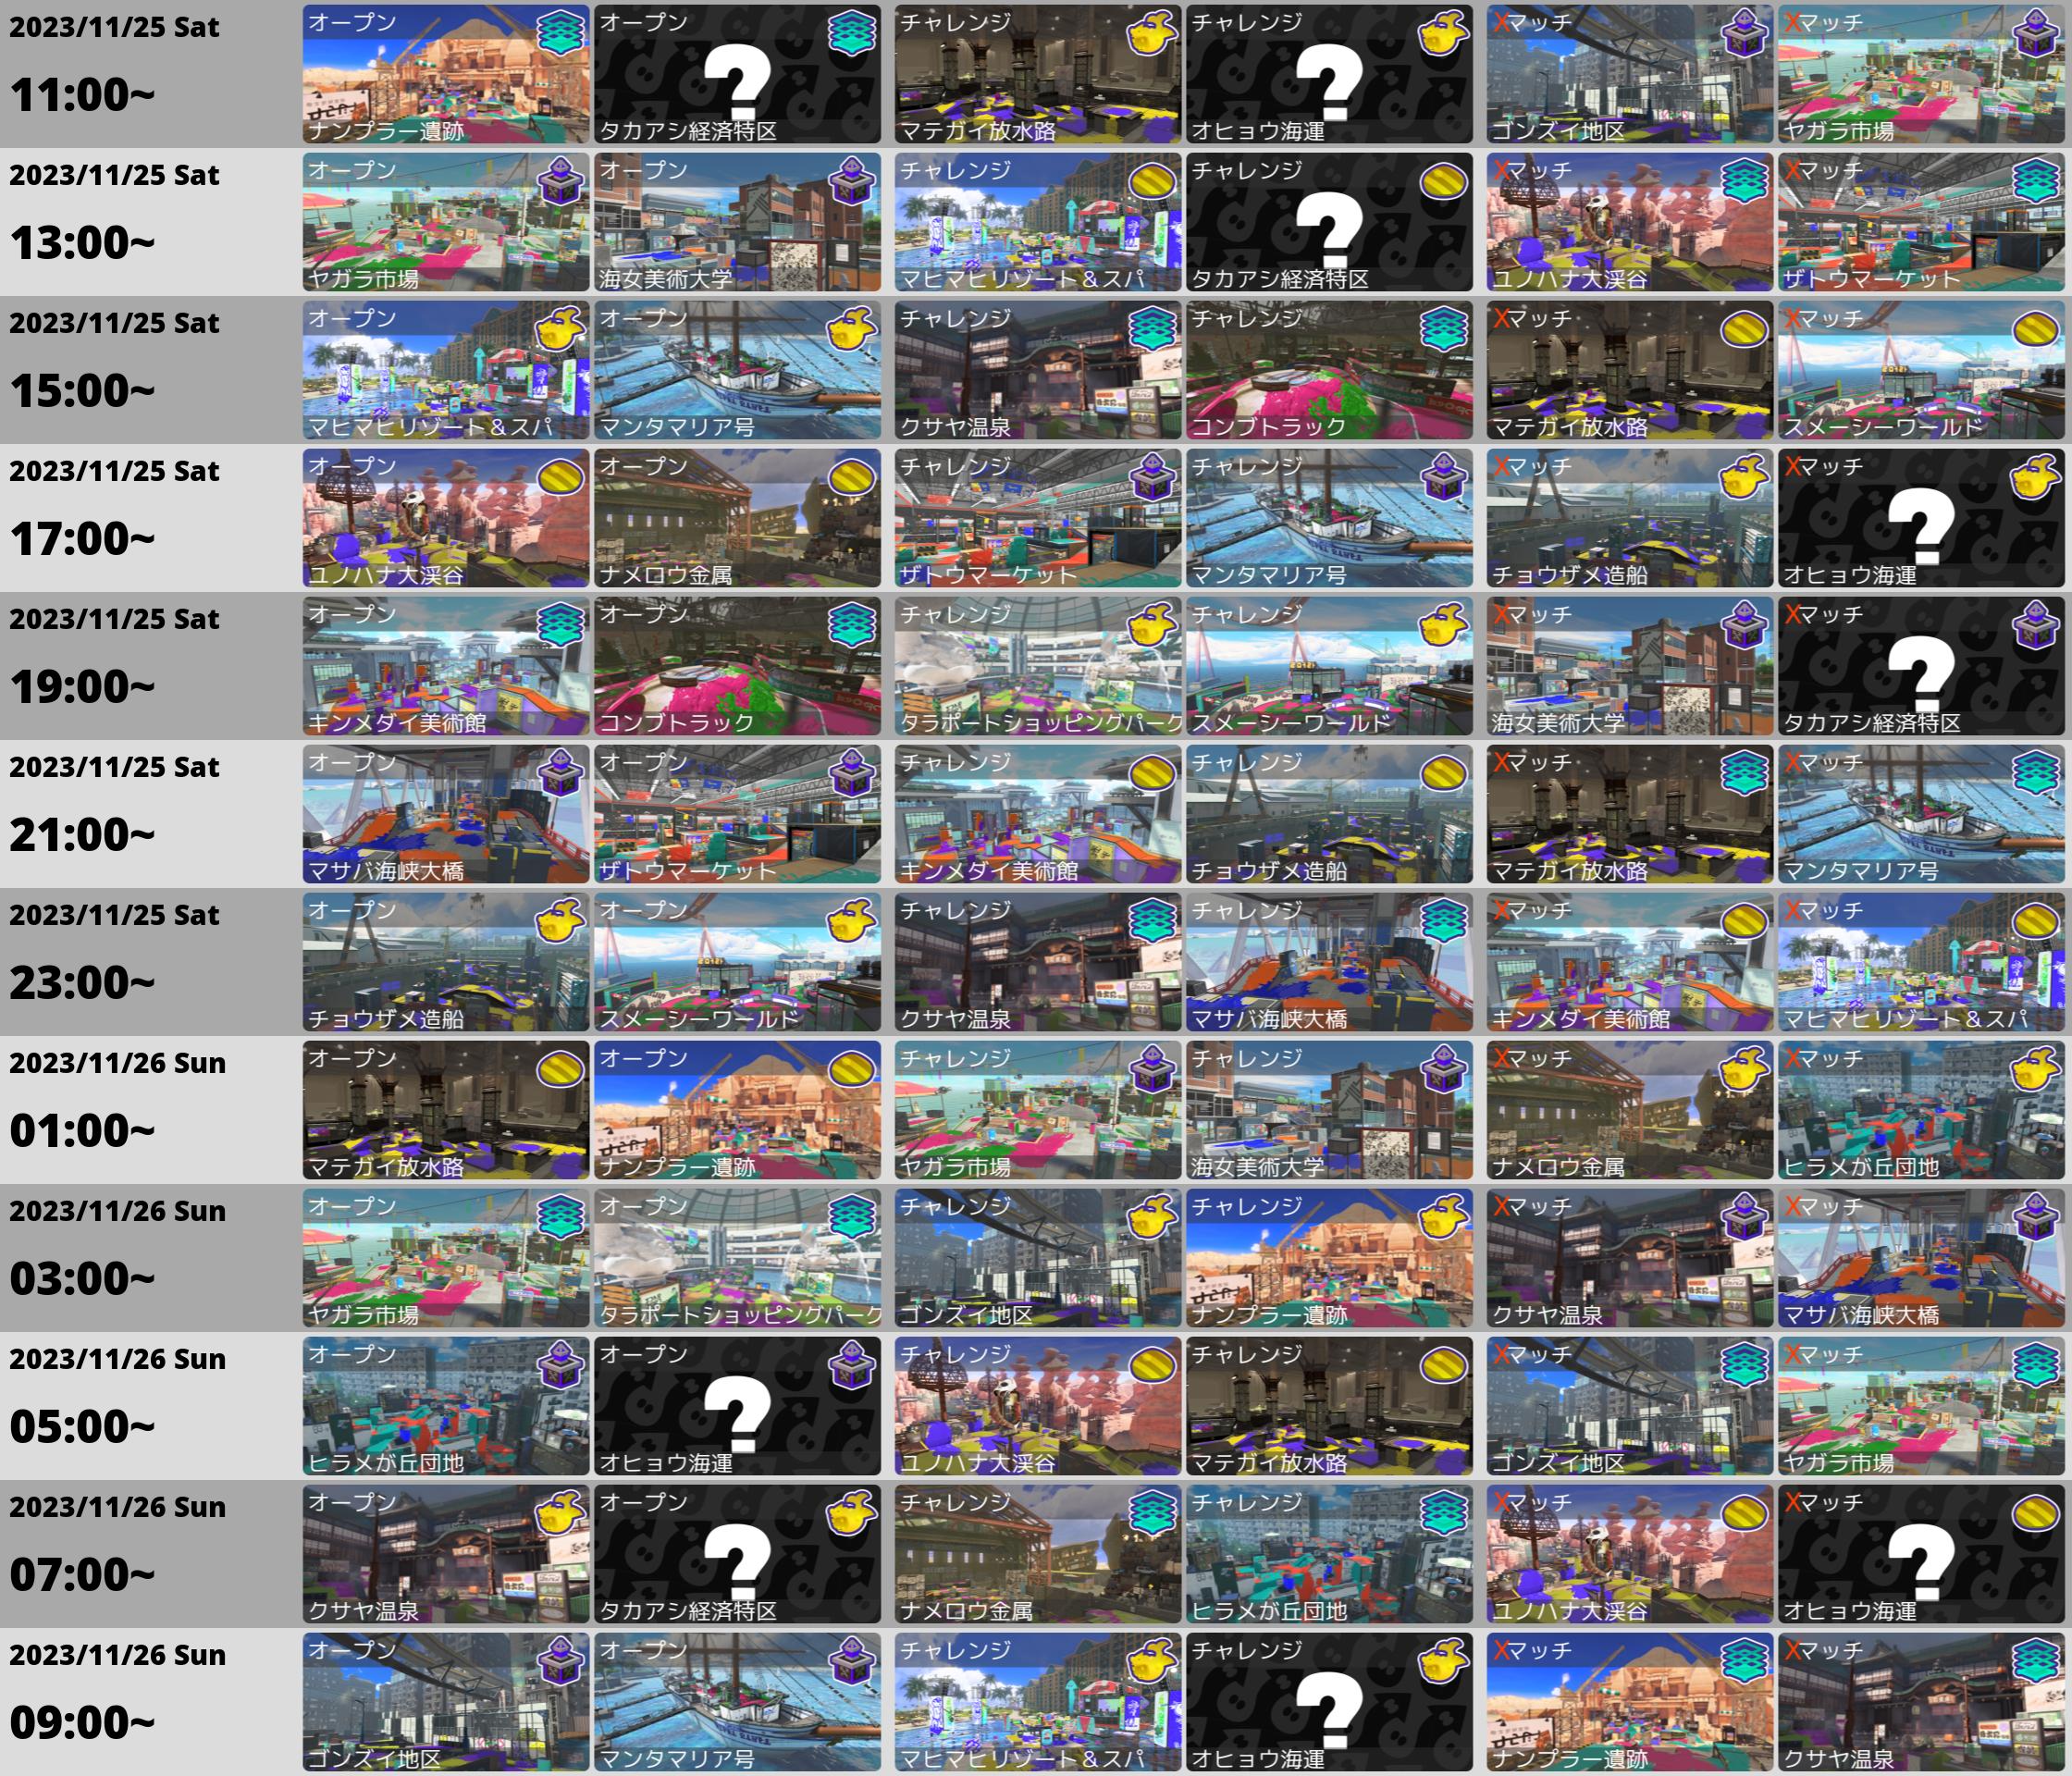 2023/11/25 Sat
11:00~
オープン オープン チャレンジ チャレンジ Xマッチ Xマッチ
ナンプラー遺跡 タカアシ経済特区 マテガイ放水路 オヒョウ海運 ゴンズイ地区 ヤガラ市場
2023/11/25 Sat
13:00~
オープン オープン チャレンジ チャレンジ Xマッチ Xマッチ
ヤガラ市場 海女美術大学 マヒマヒリゾート&スパ タカアシ経済特区 ユノハナ大渓谷 ザトウマーケット
2023/11/25 Sat
15:00~
オープン オープン チャレンジ チャレンジ Xマッチ Xマッチ
マヒマヒリゾート&スパ マンタマリア号 クサヤ温泉 コンブトラック マテガイ放水路 スメーシーワールド
2023/11/25 Sat
17:00~
オープン オープン チャレンジ チャレンジ Xマッチ Xマッチ
ユノハナ大渓谷 ナメロウ金属 ザトウマーケット マンタマリア号 チョウザメ造船 オヒョウ海運
2023/11/25 Sat
19:00~
オープン オープン チャレンジ チャレンジ Xマッチ Xマッチ
キンメダイ美術館 コンブトラック タラポートショッピングパーク スメーシーワールド 海女美術大学 タカアシ経済特区
2023/11/25 Sat
21:00~
オープン オープン チャレンジ チャレンジ Xマッチ Xマッチ
マサバ海峡大橋 ザトウマーケット キンメダイ美術館 チョウザメ造船 マテガイ放水路 マンタマリア号
2023/11/25 Sat
23:00~
オープン オープン チャレンジ チャレンジ Xマッチ Xマッチ
チョウザメ造船 スメーシーワールド クサヤ温泉 マサバ海峡大橋 キンメダイ美術館 マヒマヒリゾート&スパ
2023/11/26 Sun
01:00~
オープン オープン チャレンジ チャレンジ Xマッチ Xマッチ
マテガイ放水路 ナンプラー遺跡 ヤガラ市場 海女美術大学 ナメロウ金属 ヒラメが丘団地
2023/11/26 Sun
03:00~
オープン オープン チャレンジ チャレンジ Xマッチ Xマッチ
ヤガラ市場 タラポートショッピングパーク ゴンズイ地区 ナンプラー遺跡 クサヤ温泉 マサバ海峡大橋
2023/11/26 Sun
05:00~
オープン オープン チャレンジ チャレンジ Xマッチ Xマッチ
ヒラメが丘団地 オヒョウ海運 ユノハナ大渓谷 マテガイ放水路 ゴンズイ地区 ヤガラ市場
2023/11/26 Sun
07:00~
オープン オープン チャレンジ チャレンジ Xマッチ Xマッチ
クサヤ温泉 タカアシ経済特区 ナメロウ金属 ヒラメが丘団地 ユノハナ大渓谷 オヒョウ海運
2023/11/26 Sun
09:00~
オープン オープン チャレンジ チャレンジ Xマッチ Xマッチ
ゴンズイ地区 マンタマリア号 マヒマヒリゾート&スパ オヒョウ海運 ナンプラー遺跡 クサヤ温泉